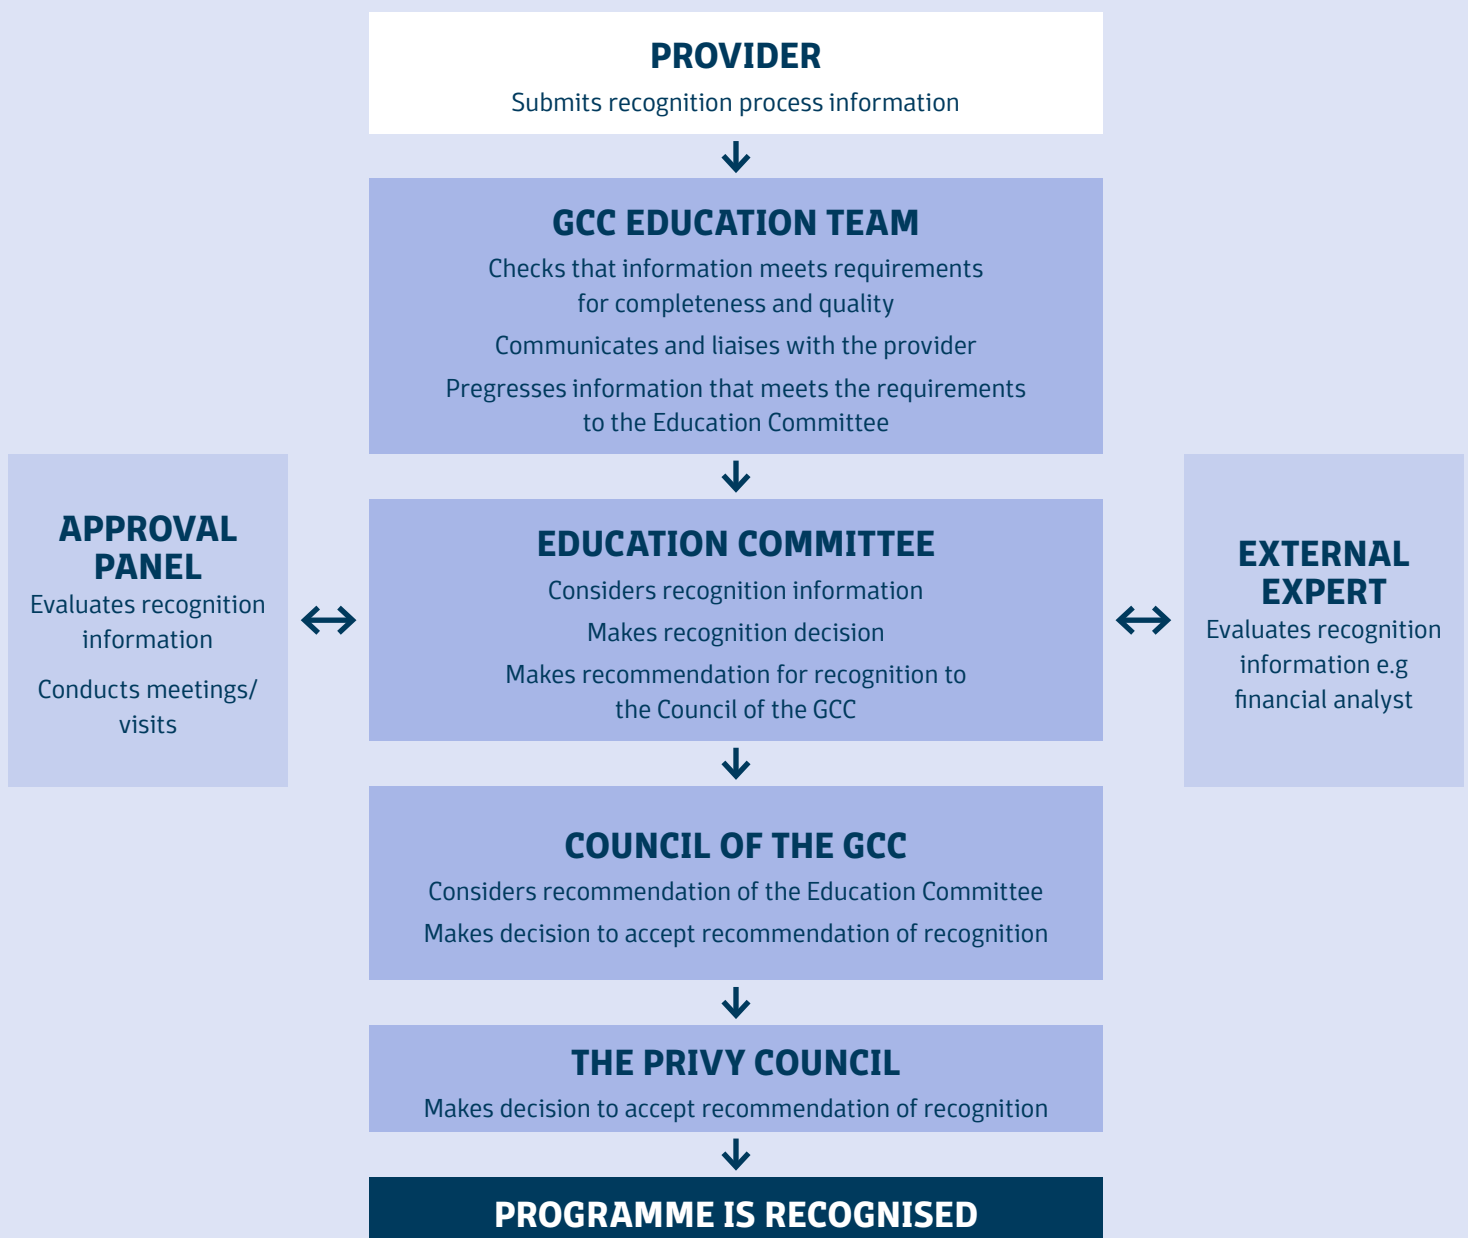 PROVIDER
Submits recognition process information
GCC EDUCATION TEAM
Checks that information meets requirements
for completeness and quality
Communicates and liaises with the provider
Pregresses information that meets the requirements
to the Education Committee
APPROVAL
PANEL
Evaluates recognition
information
Conducts meetings/
visits
EDUCATION COMMITTEE
Considers recognition information
Makes recognition decision
Makes recommendation for recognition to
the Council of the GCC
EXTERNAL
EXPERT
Evaluates recognition
information e.g
financial analyst
COUNCIL OF THE GCC
Considers recommendation of the Education Committee
Makes decision to accept recommendation of recognition
THE PRIVY COUNCIL
Makes decision to accept recommendation of recognition
PROGRAMME IS RECOGNISED